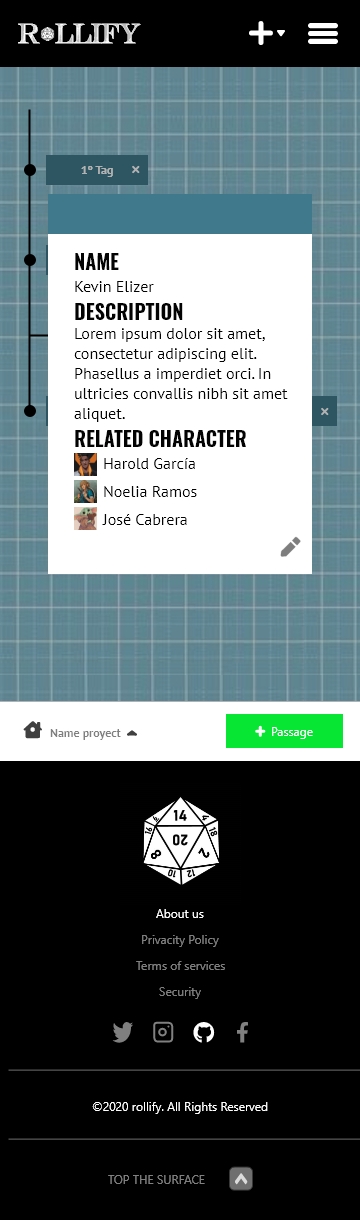 ROLLIFY
1º Tag ×
NAME
Kevin Elizer
DESCRIPTION
Lorem ipsum dolor sit amet,
consectetur adipiscing elit.
Phasellus a imperdiet orci. In
ultricies convallis nibh sit amet
aliquet.
×
RELATED CHARACTER
Harold García
Noelia Ramos
José Cabrera
Name proyect
+ Passage
14
4
16
18
20
8
2
10
12
About us
Privacity Policy
Terms of services
Security
©2020 rollify. All Rights Reserved
TOP THE SURFACE